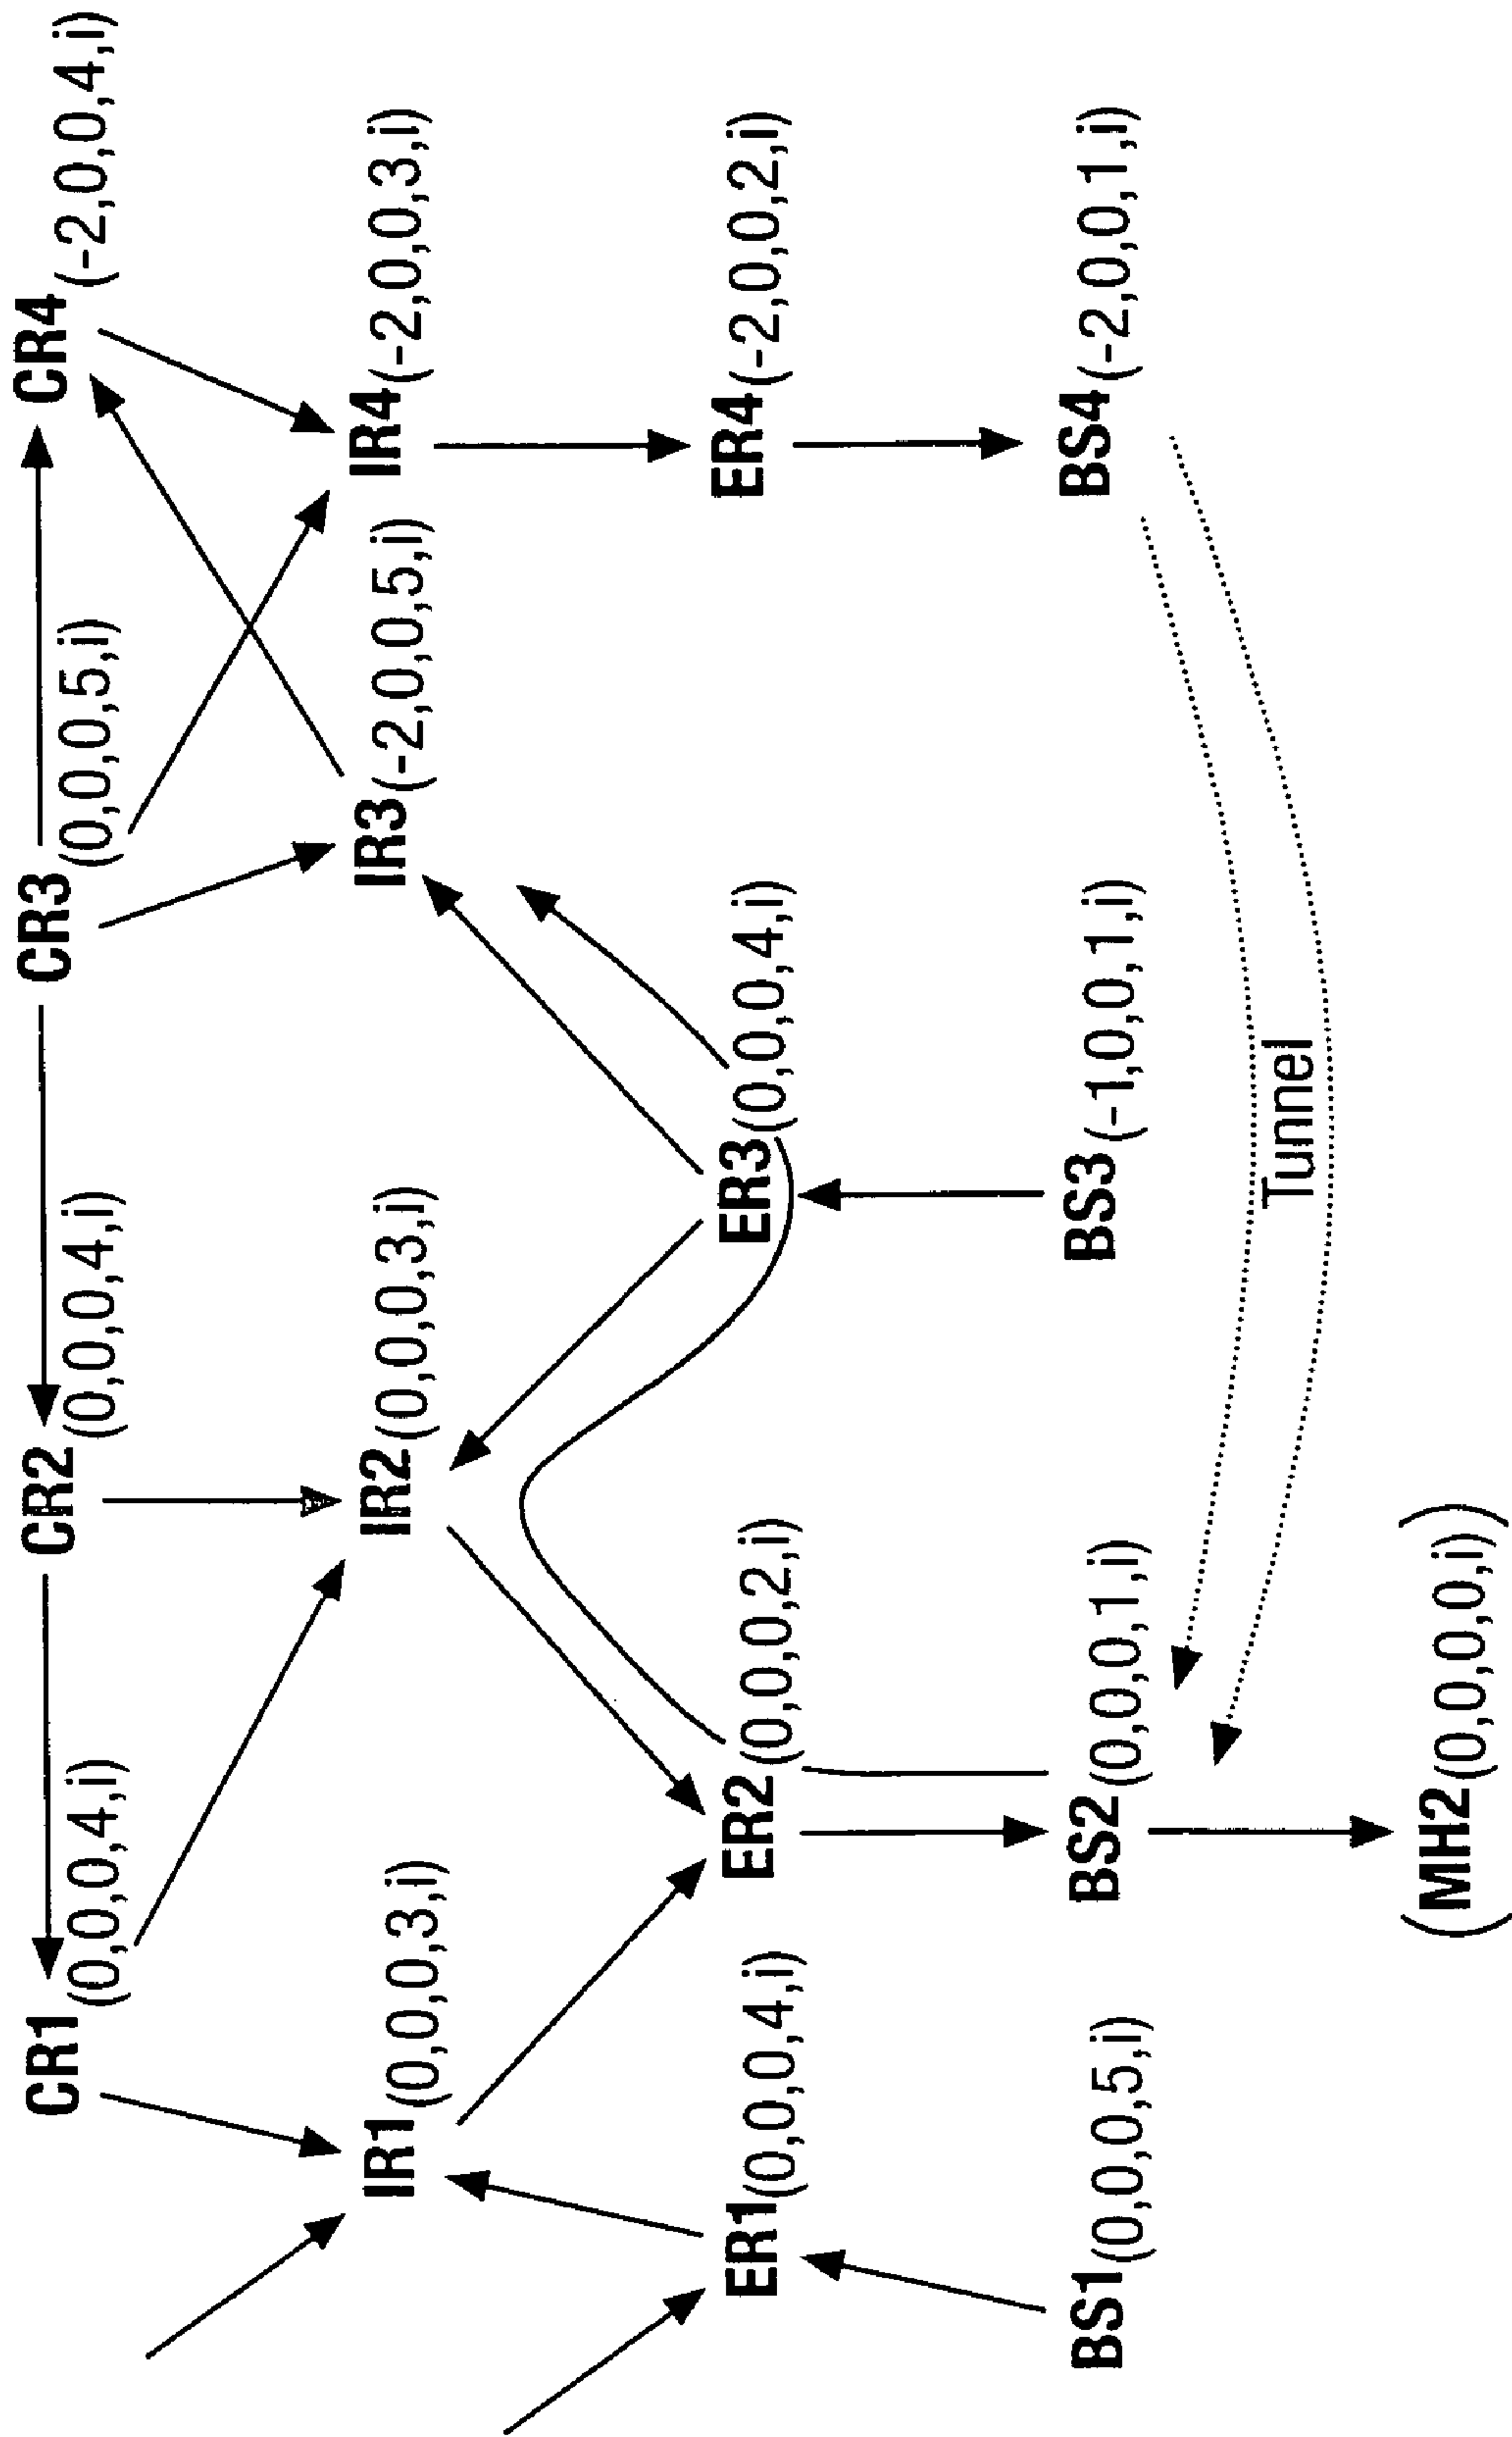 CR1(0,0,0,4,i)
CR2(0,0,0,4,i)
CR3(0,0,0,5,i)
CR4(-2,0,0,4,i)
IR1(0,0,0,3,i)
IR2(0,0,0,3,i)
IR3(-2,0,0,5,i)
IR4(-2,0,0,3,i)
ER1(0,0,0,4,i)
ER2(0,0,0,2,i)
ER3(0,0,0,4,i)
ER4(-2,0,0,2,i)
BS1(0,0,0,5,i)
BS2(0,0,0,1,i)
BS3(-1,0,0,1,i)
BS4(-2,0,0,1,i)
Tunnel
(MH2(0,0,0,0,i))